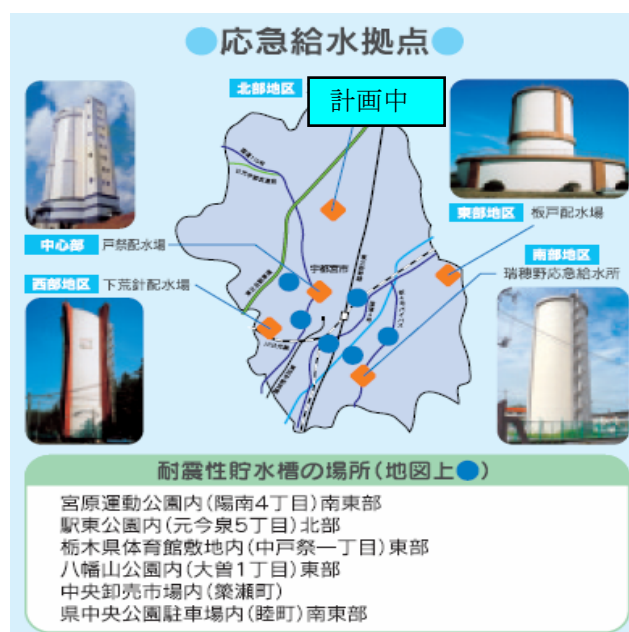 ●応急給水拠点●
北部地区
計画中
東部地区 板戸配水場
中心部 戸祭配水場
南部地区
瑞穂野応急給水所
西部地区 下荒針配水場
宇都宮市
耐震性貯水槽の場所(地図上●)
宮原運動公園内(陽南4丁目)南東部
駅東公園内(元今泉5丁目)北部
栃木県体育館敷地内(中戸祭一丁目)東部
八幡山公園内(大曽1丁目)東部
中央卸売市場内(簗瀬町)
県中央公園駐車場内(睦町)南東部